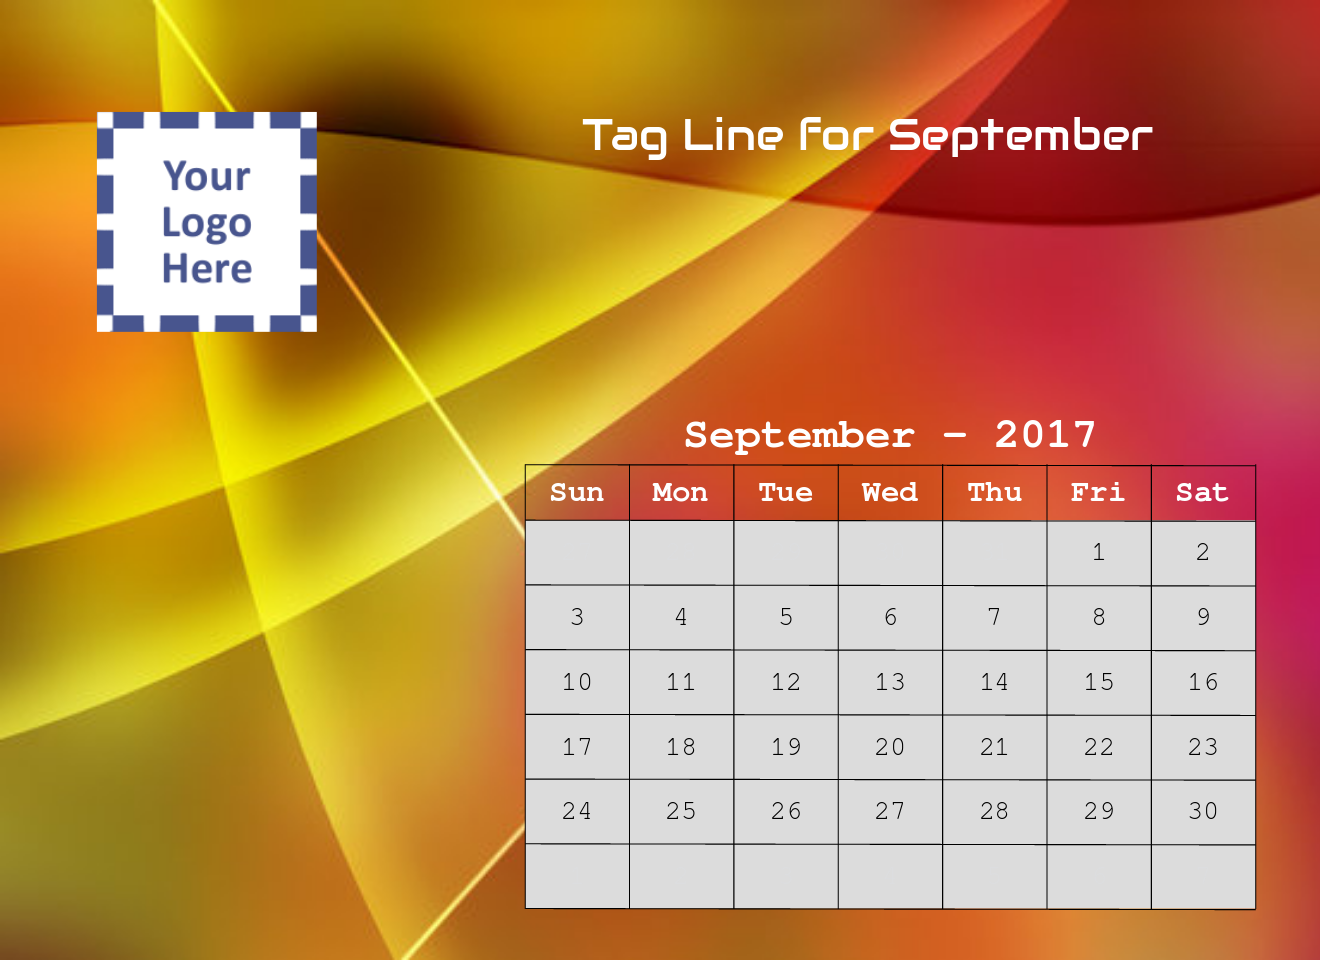 Tag Line for September
Your
Logo
Here
September - 2017
Sun Mon Tue Wed Thu Fri Sat
1 2
3 4 5 6 7 8 9
10 11 12 13 14 15 16
17 18 19 20 21 22 23
24 25 26 27 28 29 30